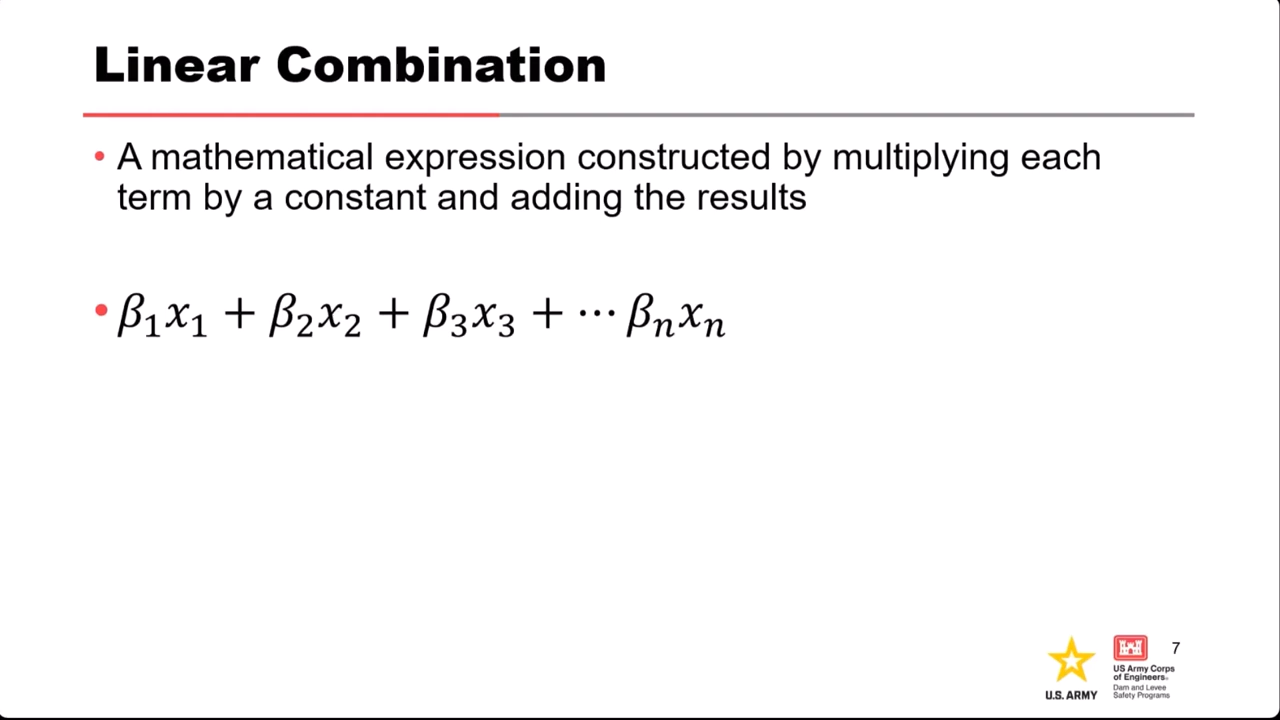 Linear Combination
• A mathematical expression constructed by multiplying each
term by a constant and adding the results
• β₁x₁ + β₂x₂ + β₃x₃ + ⋯ βₙxₙ
7
U.S. ARMY
US Army Corps
of Engineers®
Dam and Levee
Safety Programs